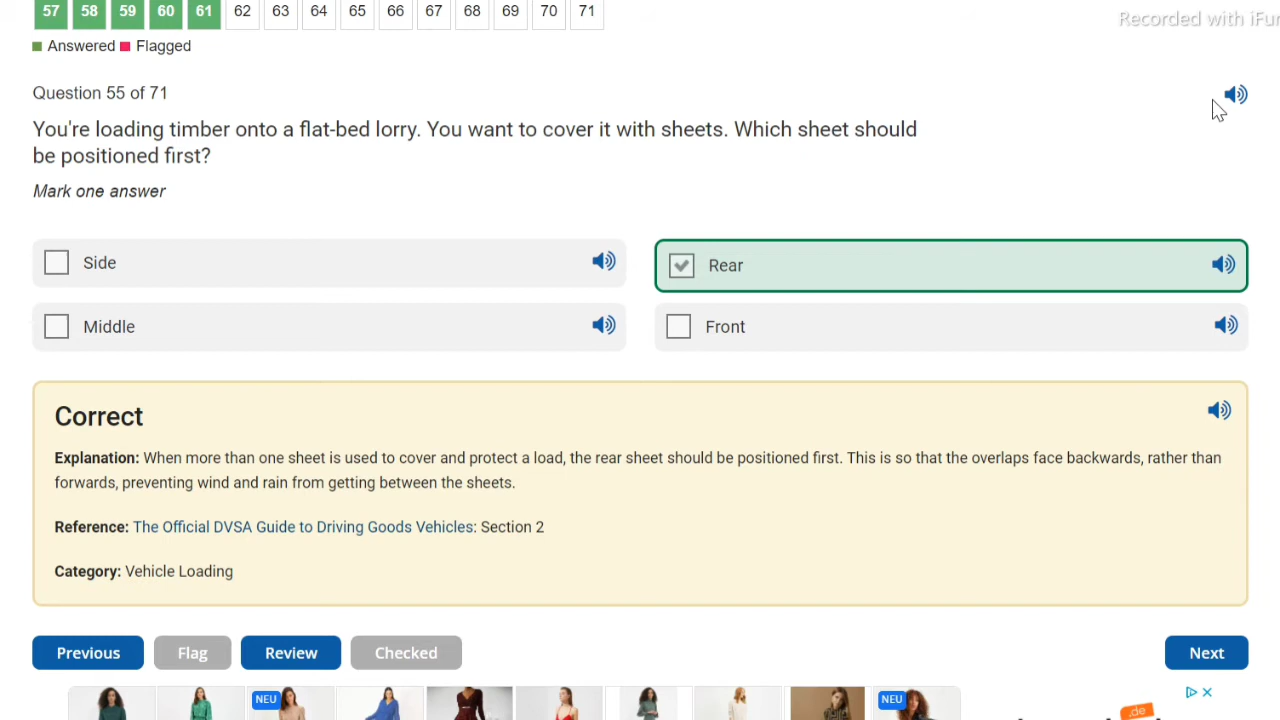 57 58 59 60 61 62 63 64 65 66 67 68 69 70 71
Recorded with iFun
Answered Flagged
Question 55 of 71
You're loading timber onto a flat-bed lorry. You want to cover it with sheets. Which sheet should
be positioned first?
Mark one answer
Side
Rear
Middle
Front
Correct
Explanation: When more than one sheet is used to cover and protect a load, the rear sheet should be positioned first. This is so that the overlaps face backwards, rather than
forwards, preventing wind and rain from getting between the sheets.
Reference: The Official DVSA Guide to Driving Goods Vehicles: Section 2
Category: Vehicle Loading
Previous Flag Review Checked Next
NEU NEU
.de